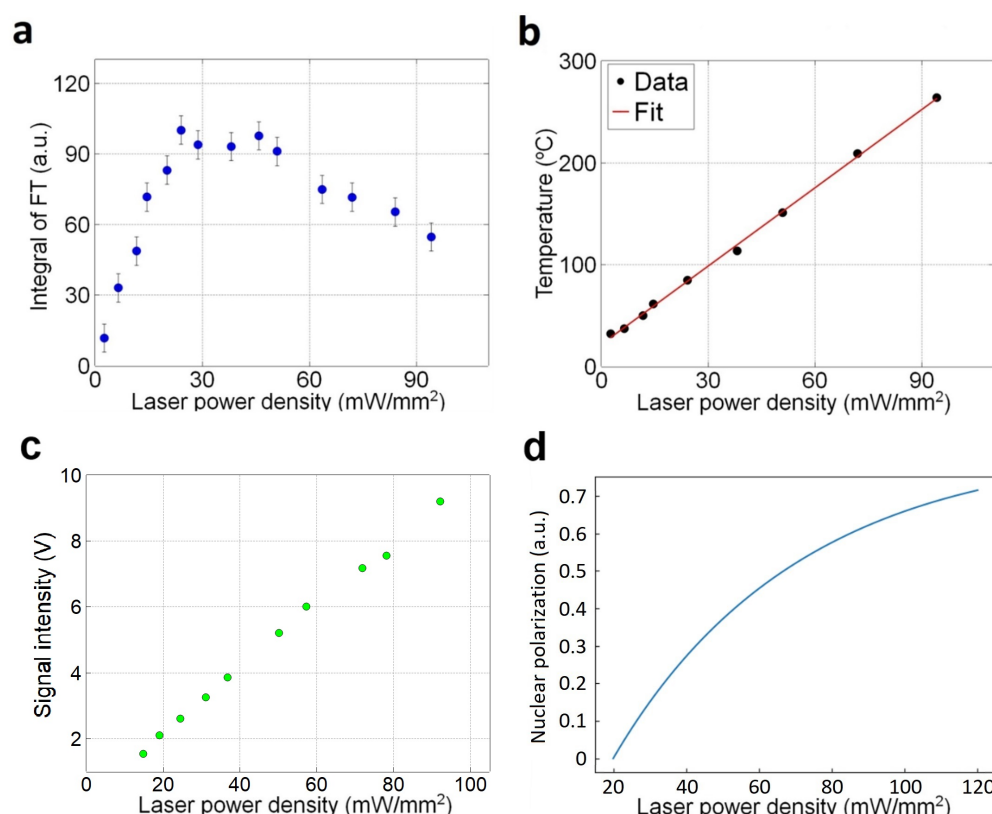 a
120
90
60
30
0
0 30 60 90
Integral of FT (a.u.)
Laser power density (mW/mm²)
b
300
200
100
0
0 30 60 90
Data
Fit
Temperature (ºC)
Laser power density (mW/mm²)
c
10
8
6
4
2
0 20 40 60 80 100
Signal intensity (V)
Laser power density (mW/mm²)
d
0.7
0.6
0.5
0.4
0.3
0.2
0.1
0
20 40 60 80 100 120
Nuclear polarization (a.u.)
Laser power density (mW/mm²)